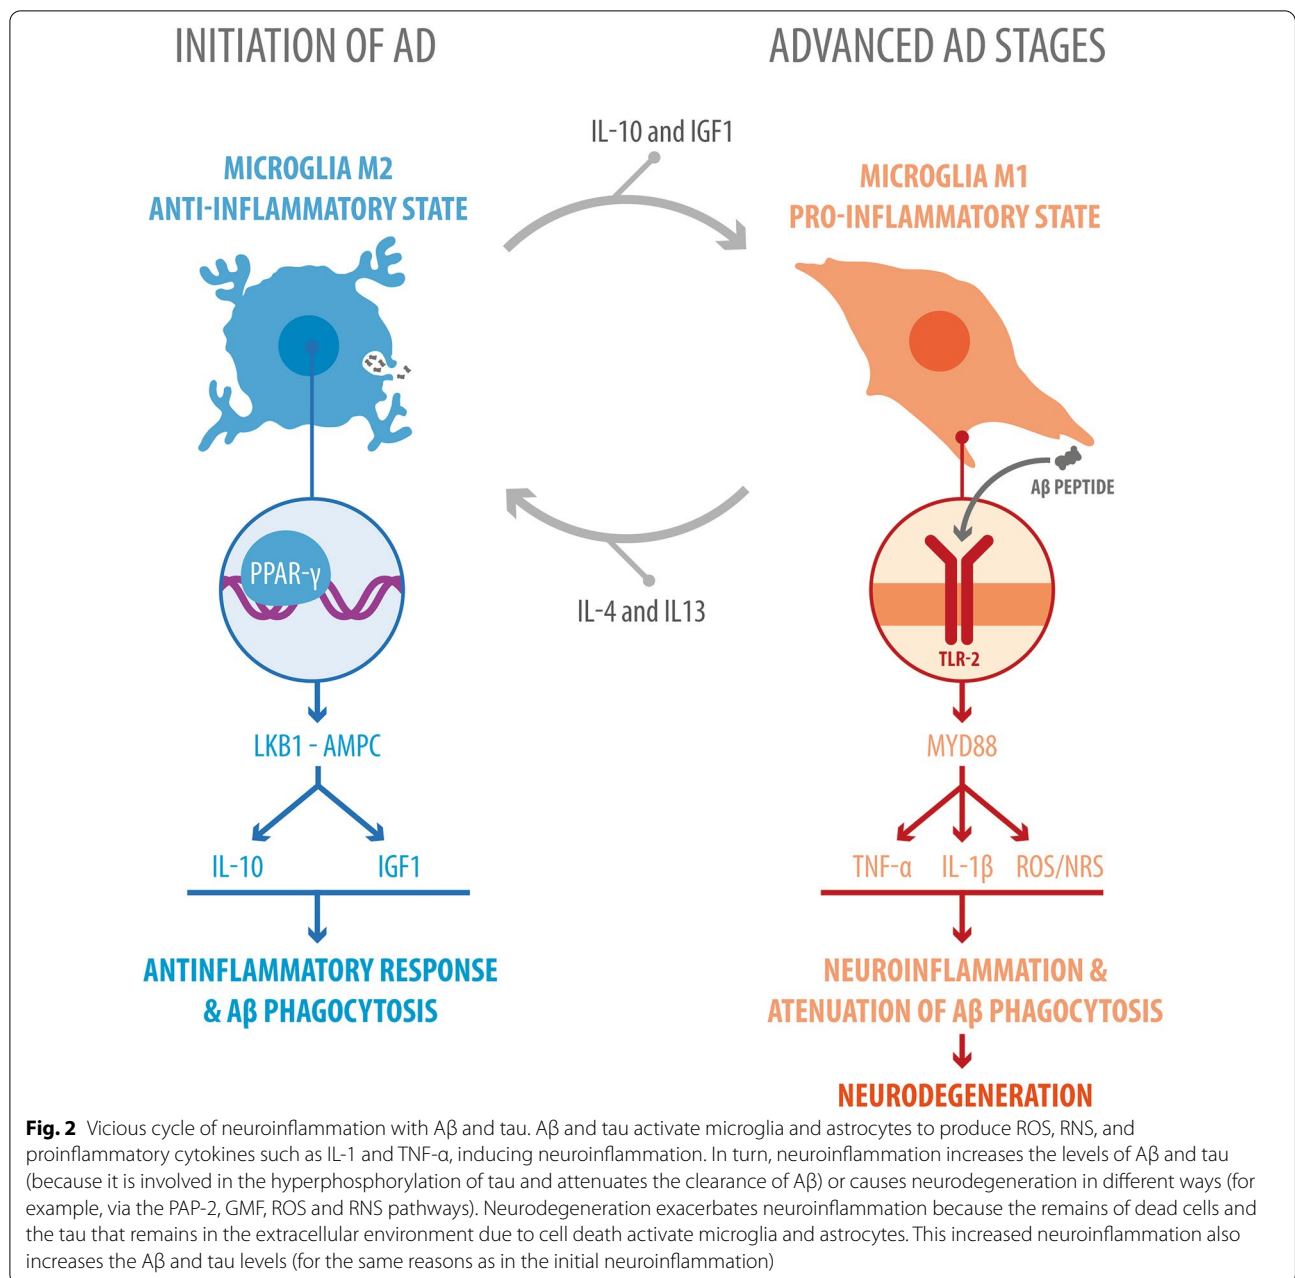 INITIATION OF AD
ADVANCED AD STAGES
IL-10 and IGF1
MICROGLIA M2
ANTI-INFLAMMATORY STATE
MICROGLIA M1
PRO-INFLAMMATORY STATE
Aβ PEPTIDE
PPAR-γ
IL-4 and IL13
TLR-2
LKB1 - AMPC
MYD88
IL-10
IGF1
TNF-α
IL-1β
ROS/NRS
ANTINFLAMMATORY RESPONSE
& Aβ PHAGOCYTOSIS
NEUROINFLAMMATION &
ATENUATION OF Aβ PHAGOCYTOSIS
NEURODEGENERATION
Fig. 2 Vicious cycle of neuroinflammation with Aβ and tau. Aβ and tau activate microglia and astrocytes to produce ROS, RNS, and
proinflammatory cytokines such as IL-1 and TNF-α, inducing neuroinflammation. In turn, neuroinflammation increases the levels of Aβ and tau
(because it is involved in the hyperphosphorylation of tau and attenuates the clearance of Aβ) or causes neurodegeneration in different ways (for
example, via the PAP-2, GMF, ROS and RNS pathways). Neurodegeneration exacerbates neuroinflammation because the remains of dead cells and
the tau that remains in the extracellular environment due to cell death activate microglia and astrocytes. This increased neuroinflammation also
increases the Aβ and tau levels (for the same reasons as in the initial neuroinflammation)